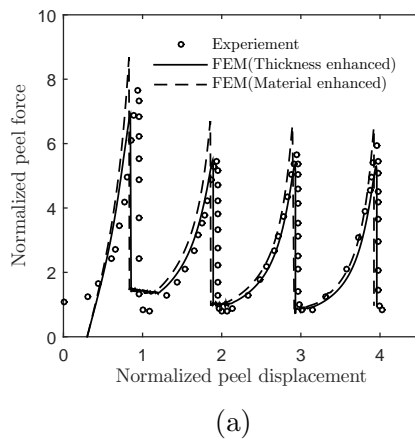 (a)
10
Experiement
FEM(Thickness enhanced)
FEM(Material enhanced)
8
6
4
2
0
Normalized peel force
0 1 2 3 4
Normalized peel displacement
(a)